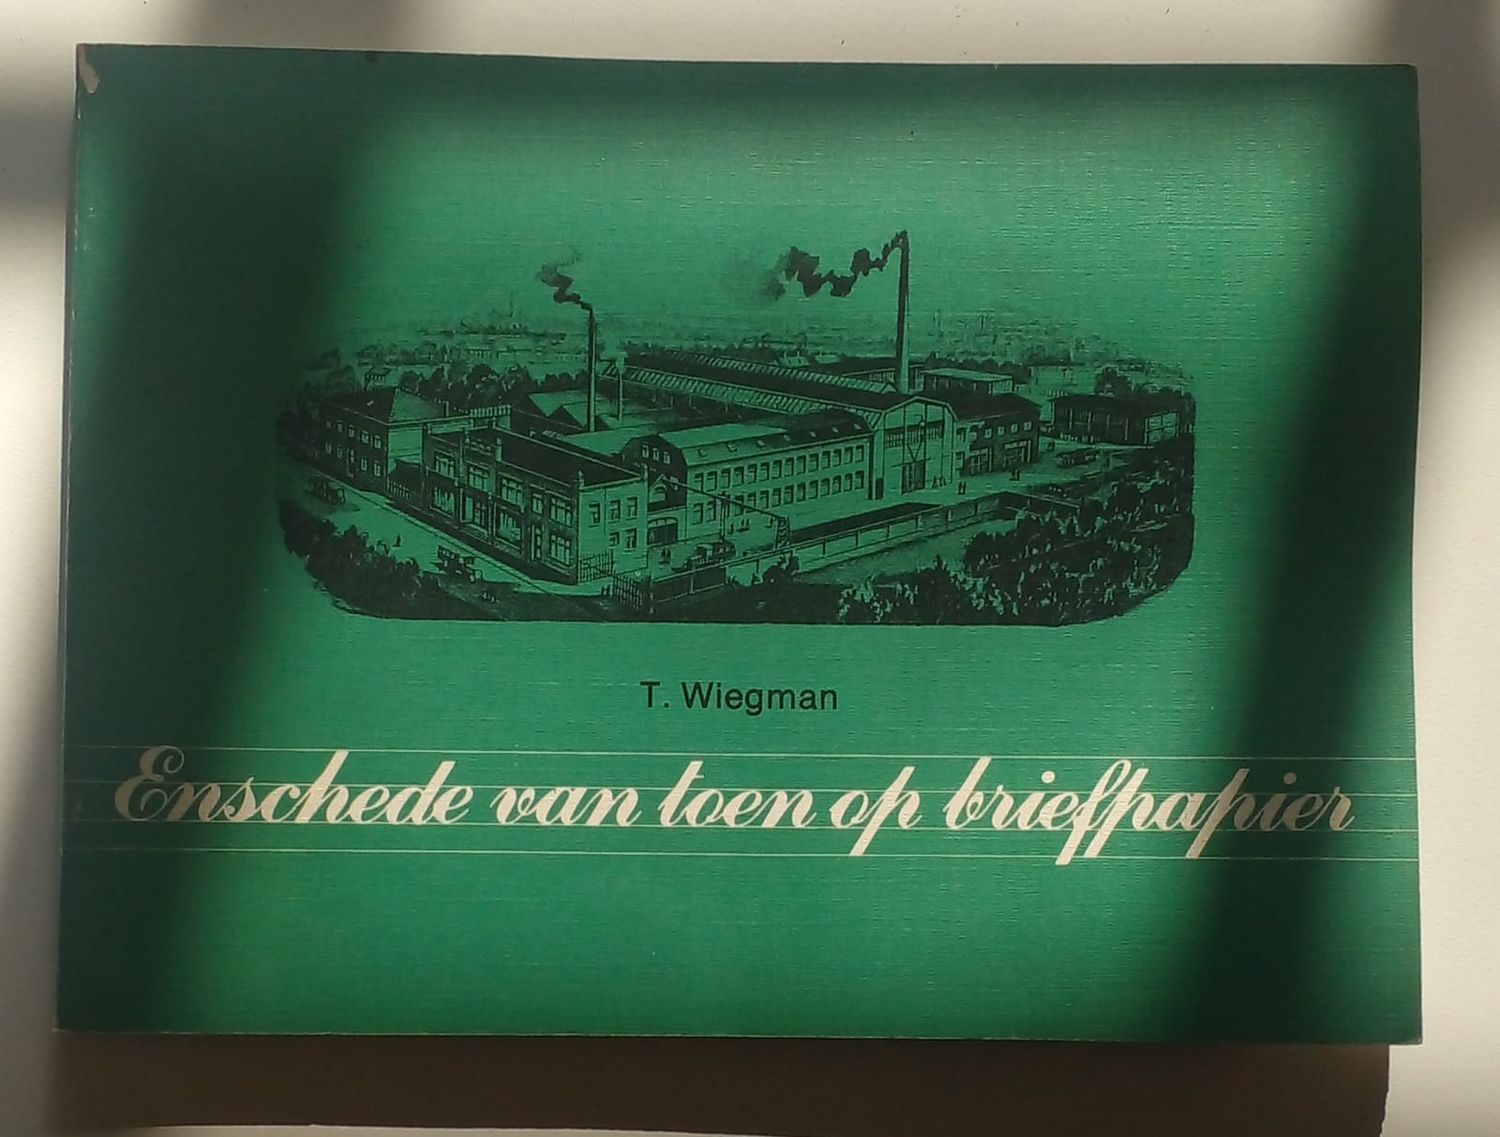 T. Wiegman
Enschede van toen op briefpapier